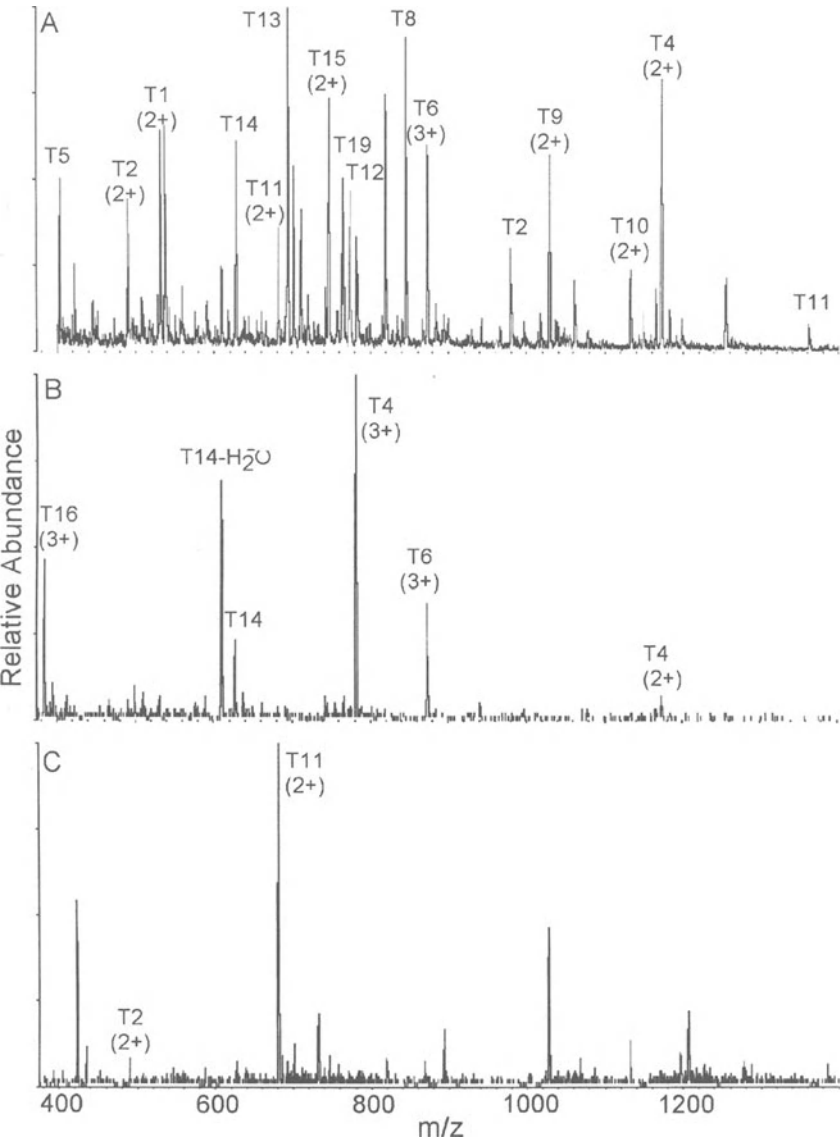 A
T13
T8
T4
(2+)
T15
(2+)
T1
(2+)
T6
(3+)
T9
(2+)
T14
T19
T5
T2
(2+)
T11
(2+)
T12
T2
T10
(2+)
T11
B
T4
(3+)
T14-H2O
T16
(3+)
T6
(3+)
T14
T4
(2+)
Relative Abundance
C
T11
(2+)
T2
(2+)
400 600 800 1000 1200
m/z